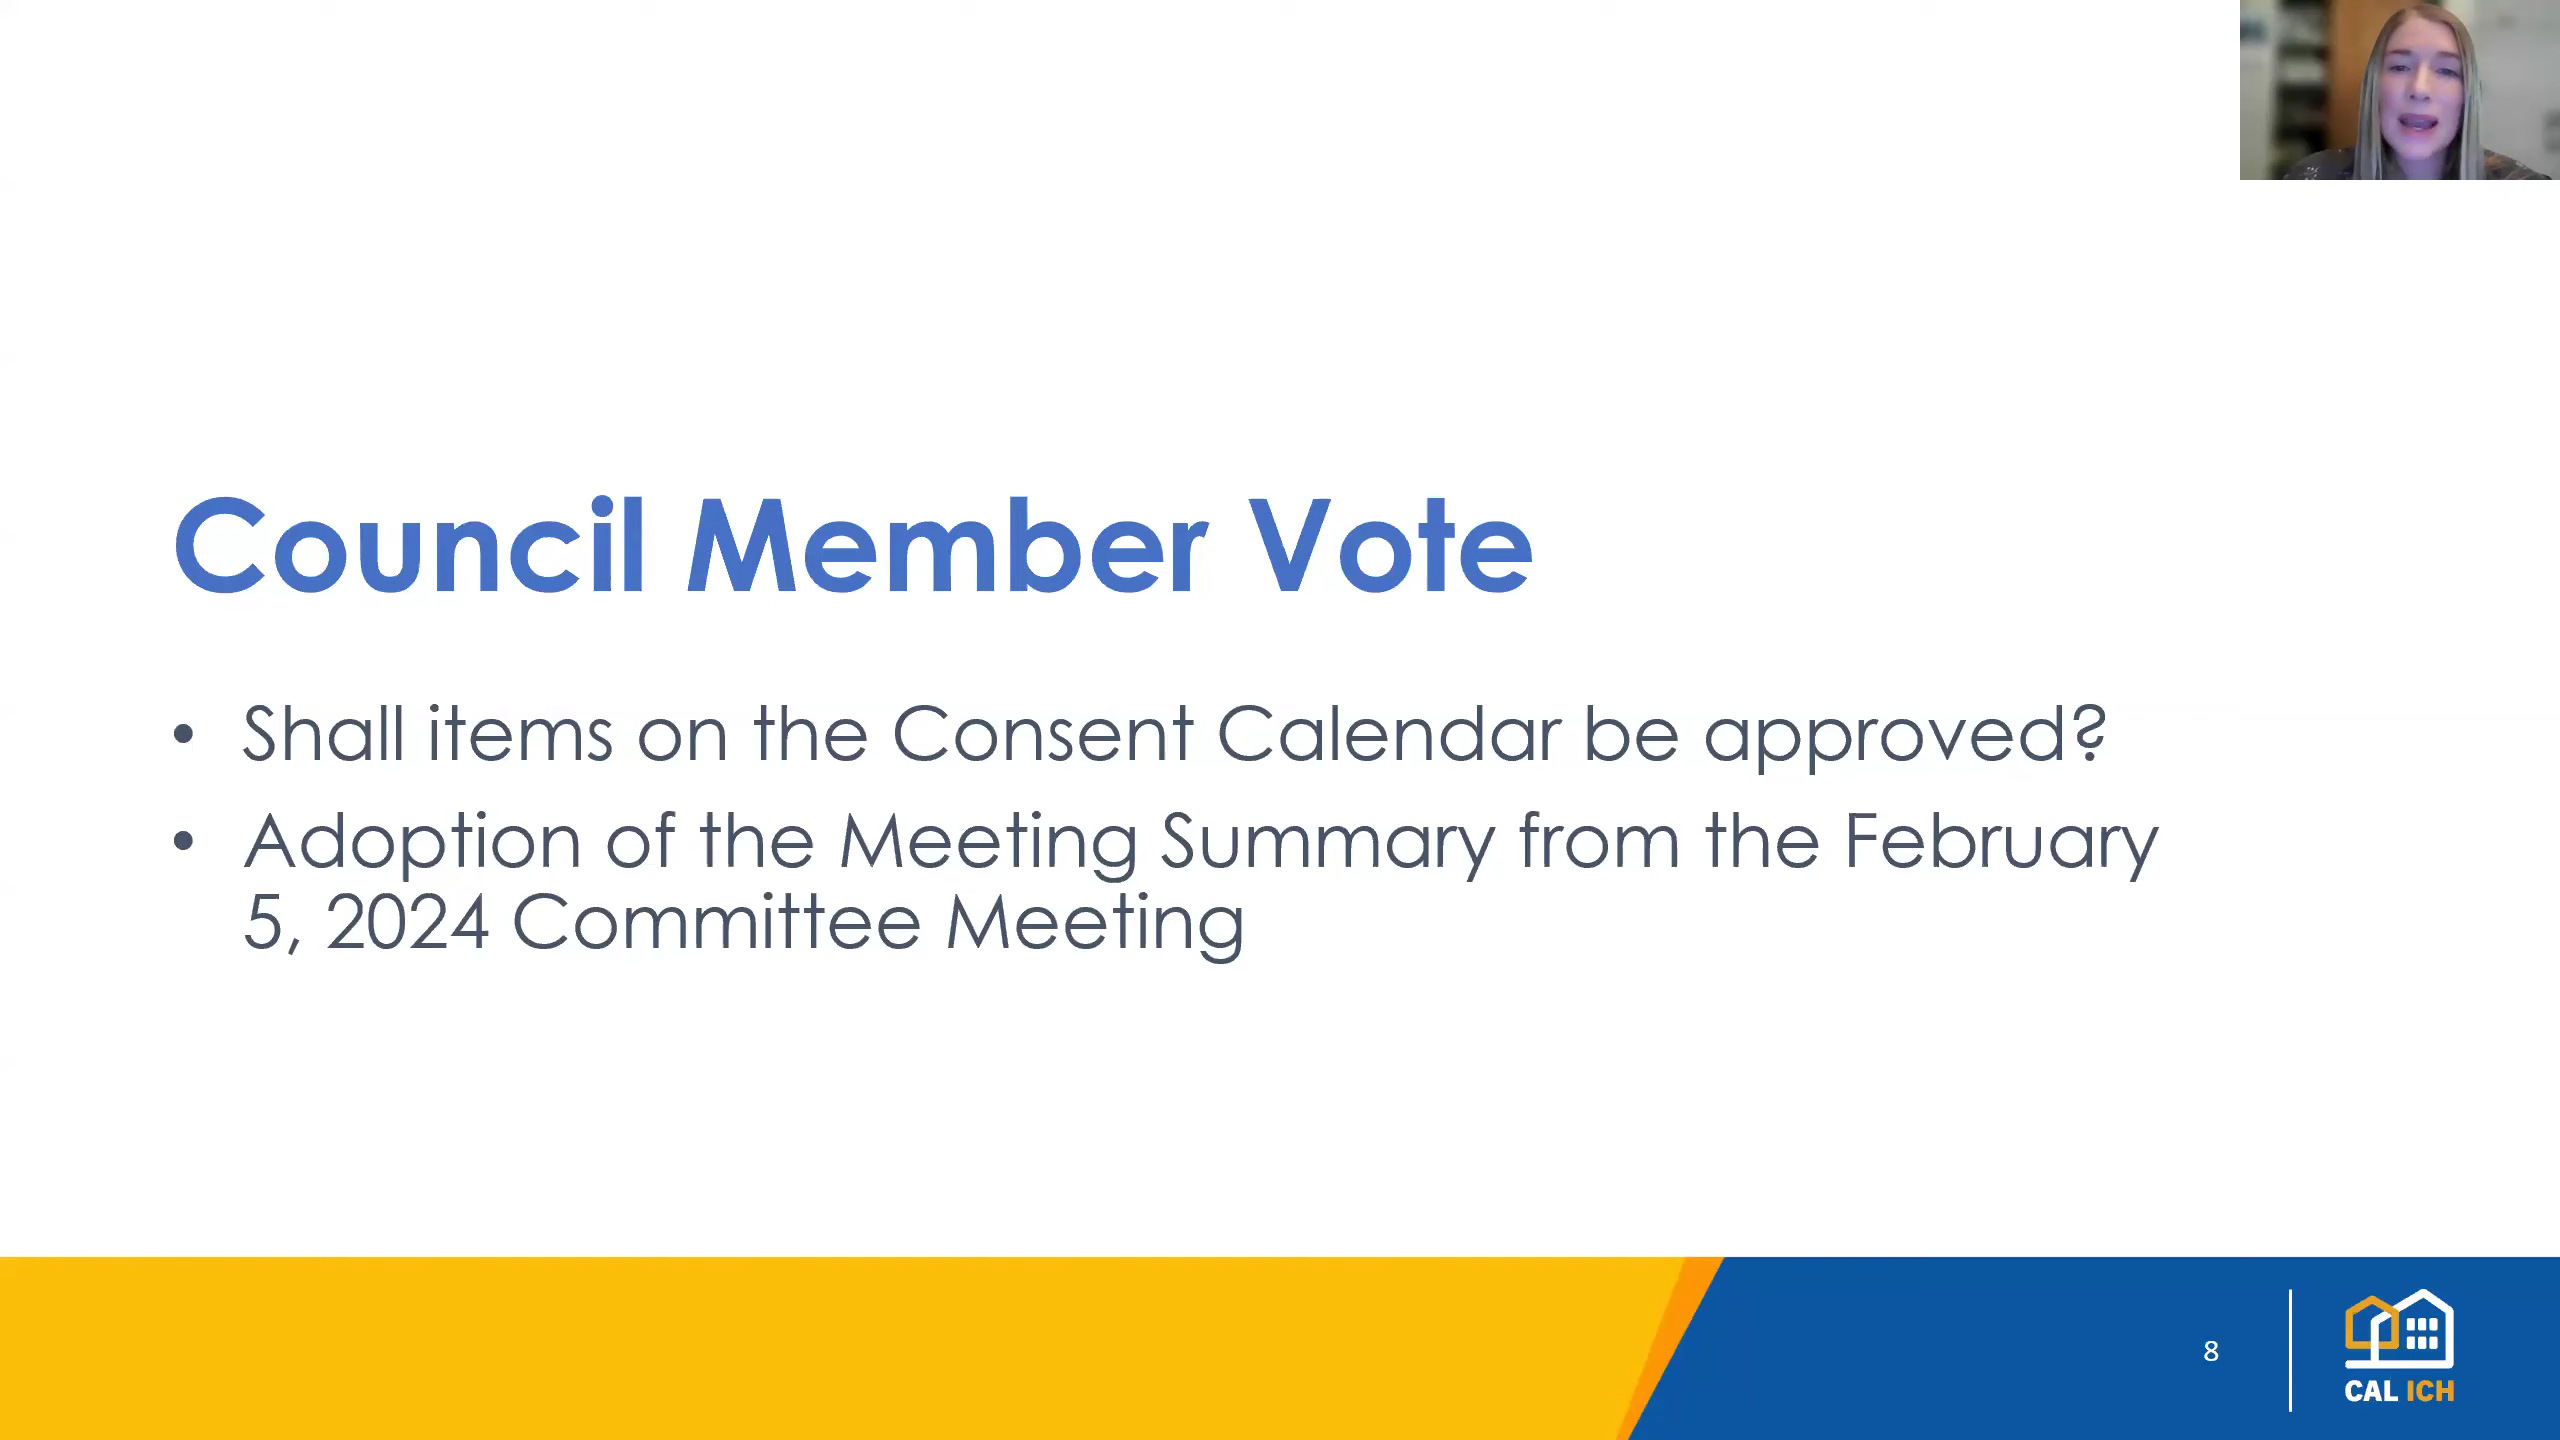 Council Member Vote
• Shall items on the Consent Calendar be approved?
• Adoption of the Meeting Summary from the February
5, 2024 Committee Meeting
8
CAL ICH